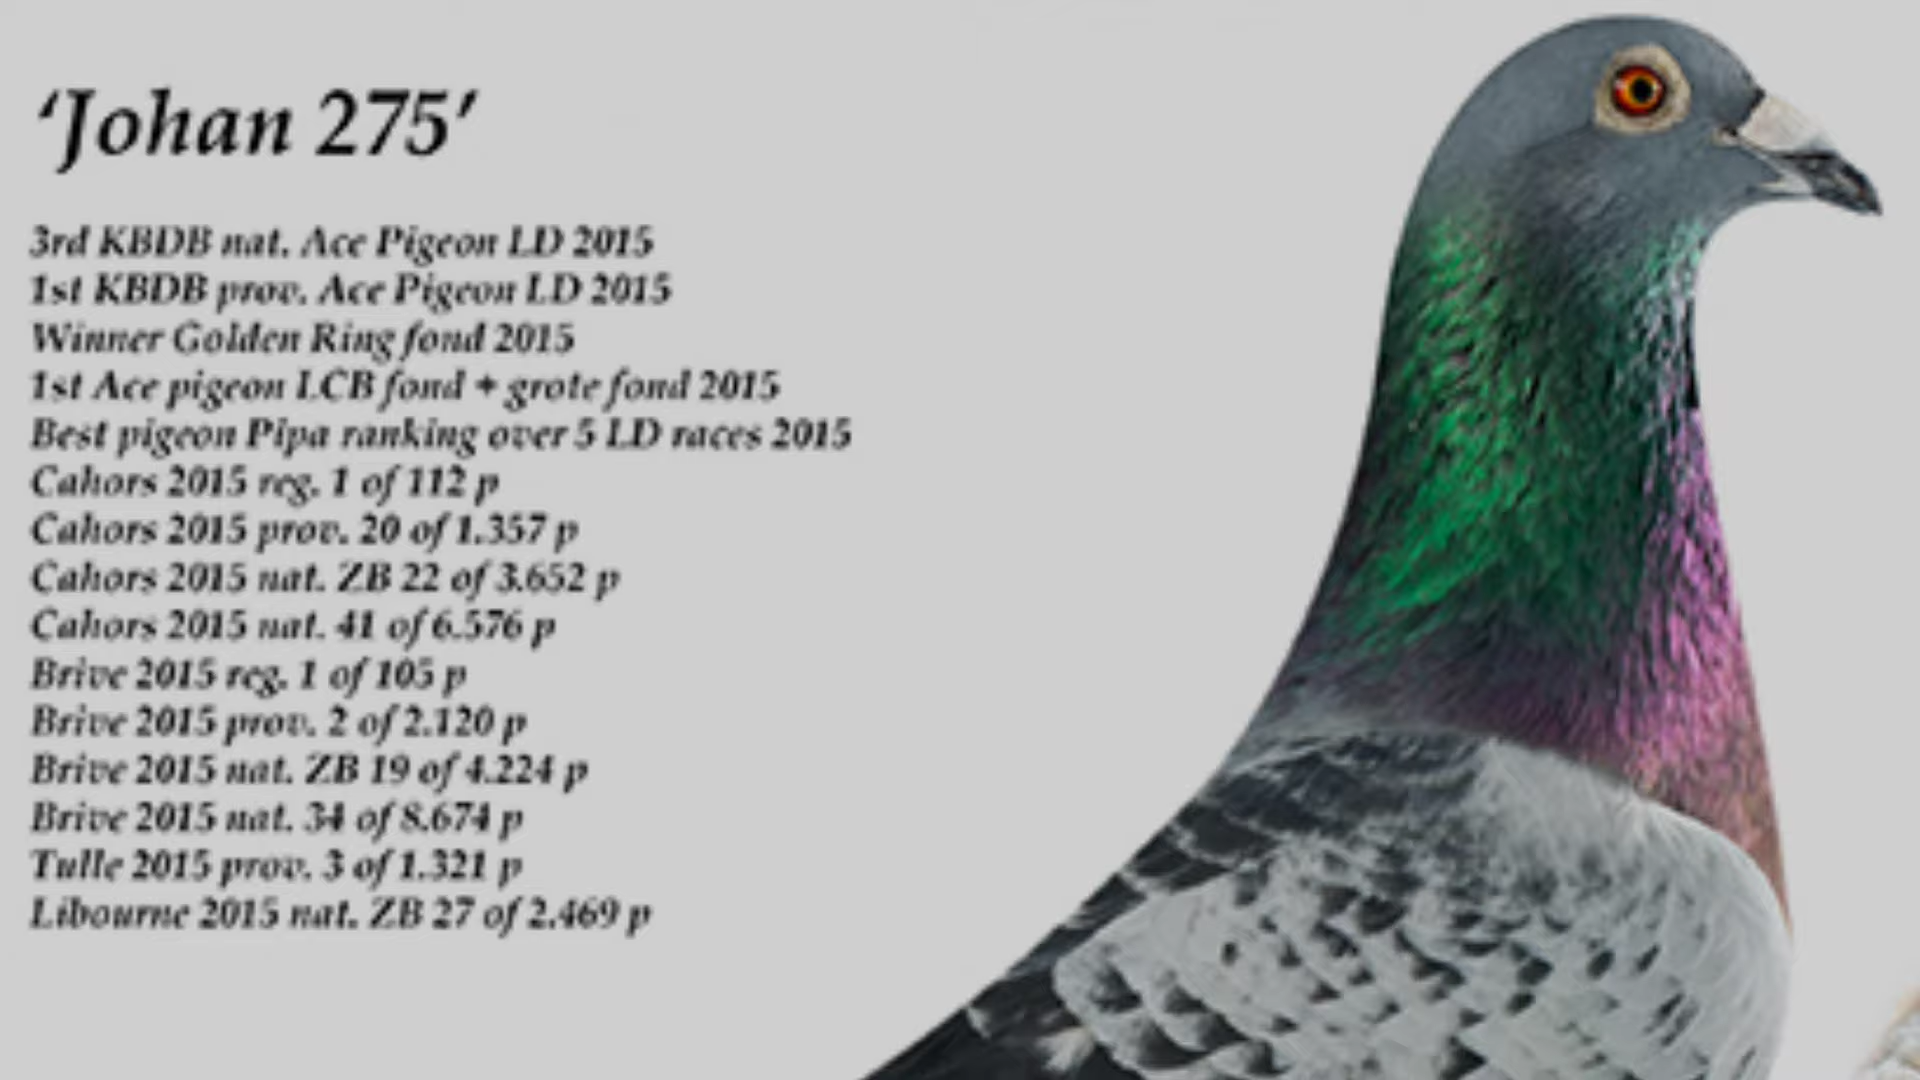 ‘Johan 275’
3rd KBDB nat. Ace Pigeon LD 2015
1st KBDB prov. Ace Pigeon LD 2015
Winner Golden Ring fond 2015
1st Ace pigeon LCB fond + grote fond 2015
Best pigeon Pipa ranking over 5 LD races 2015
Cahors 2015 reg. 1 of 112 p
Cahors 2015 prov. 20 of 1.357 p
Cahors 2015 nat. ZB 22 of 3.652 p
Cahors 2015 nat. 41 of 6.576 p
Brive 2015 reg. 1 of 105 p
Brive 2015 prov. 2 of 2.120 p
Brive 2015 nat. ZB 19 of 4.224 p
Brive 2015 nat. 34 of 8.674 p
Tulle 2015 prov. 3 of 1.321 p
Libourne 2015 nat. ZB 27 of 2.469 p